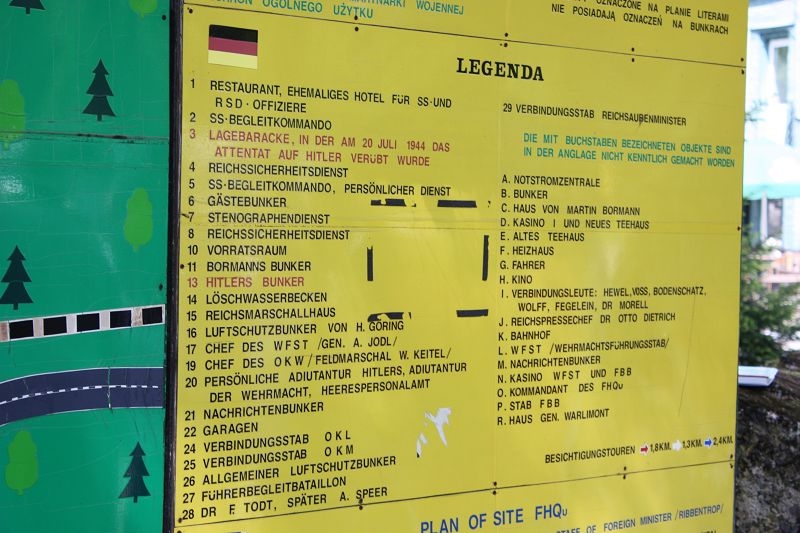 OGÓLNEGO UŻYTKU
WOJENNEJ
OZNACZONE NA PLANIE LITERAMI
NIE POSIADAJĄ OZNACZEŃ NA BUNKRACH
LEGENDA
1 RESTAURANT, EHEMALIGES HOTEL FÜR SS-UND
RSD-OFFIZIERE
2 SS-BEGLEITKOMMANDO
3 LAGEBARACKE, IN DER AM 20 JULI 1944 DAS
ATTENTAT AUF HITLER VERÜBT WURDE
4 REICHSSICHERHEITSDIENST
5 SS-BEGLEITKOMMANDO, PERSÖNLICHER DIENST
6 GÄSTEBUNKER
7 STENOGRAPHENDIENST
8 REICHSSICHERHEITSDIENST
10 VORRATSRAUM
11 BORMANNS BUNKER
13 HITLERS BUNKER
14 LÖSCHWASSERBECKEN
15 REICHSMARSCHALLHAUS
16 LUFTSCHUTZBUNKER VON H. GÖRING
17 CHEF DES WFST /GEN. A. JODL/
19 CHEF DES OKW /FELDMARSCHAL W. KEITEL/
20 PERSÖNLICHE ADIUTANTUR HITLERS, ADIUTANTUR
DER WEHRMACHT, HEERESPERSONALAMT
21 NACHRICHTENBUNKER
22 GARAGEN
24 VERBINDUNGSSTAB OKL
25 VERBINDUNGSSTAB OKM
26 ALLGEMEINER LUFTSCHUTZBUNKER
27 FÜHRERBEGLEITBATAILLON
28 DR F. TODT, SPÄTER A. SPEER
29 VERBINDUNGSSTAB REICHSAUßENMINISTER
DIE MIT BUCHSTABEN BEZEICHNETEN OBJEKTE SIND
IN DER ANGLAGE NICHT KENNTLICH GEMACHT WORDEN
A. NOTSTROMZENTRALE
B. BUNKER
C. HAUS VON MARTIN BORMANN
D. KASINO I UND NEUES TEEHAUS
E. ALTES TEEHAUS
F. HEIZHAUS
G. FAHRER
H. KINO
I. VERBINDUNGSLEUTE: HEWEL, VOSS, BODENSCHATZ,
WOLFF, FEGELEIN, DR MORELL
J. REICHSPRESSECHEF DR OTTO DIETRICH
K. BAHNHOF
L. WFST /WEHRMACHTSFÜHRUNGSSTAB/
M. NACHRICHTENBUNKER
N. KASINO WFST UND FBB
O. KOMMANDANT DES FHQu
P. STAB FBB
R. HAUS GEN. WARLIMONT
BESICHTIGUNGSTOUREN 1,8KM. 1,3KM. 2,4KM.
PLAN OF SITE FHQu
STAFF OF FOREIGN MINISTER /RIBBENTROP/